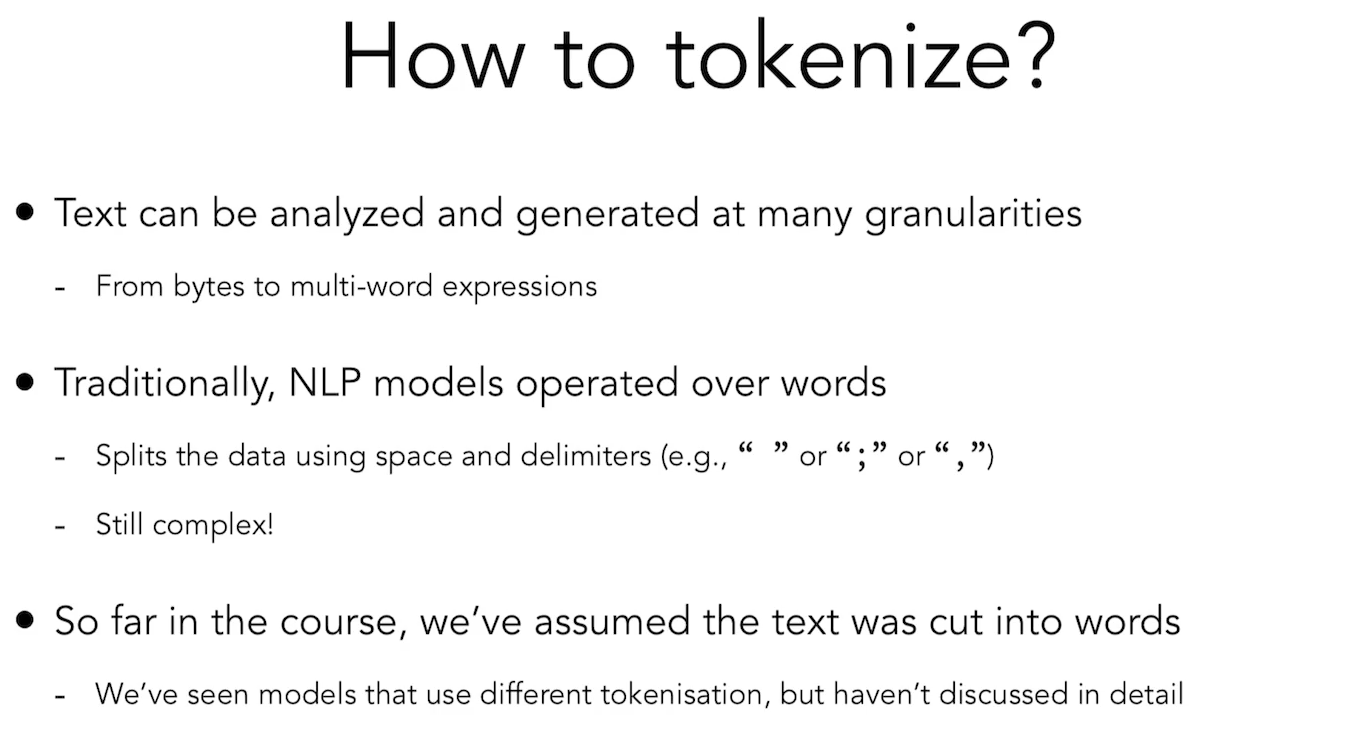 How to tokenize?
• Text can be analyzed and generated at many granularities
- From bytes to multi-word expressions
• Traditionally, NLP models operated over words
- Splits the data using space and delimiters (e.g., “ ” or “;” or “,”)
- Still complex!
• So far in the course, we’ve assumed the text was cut into words
- We’ve seen models that use different tokenisation, but haven’t discussed in detail